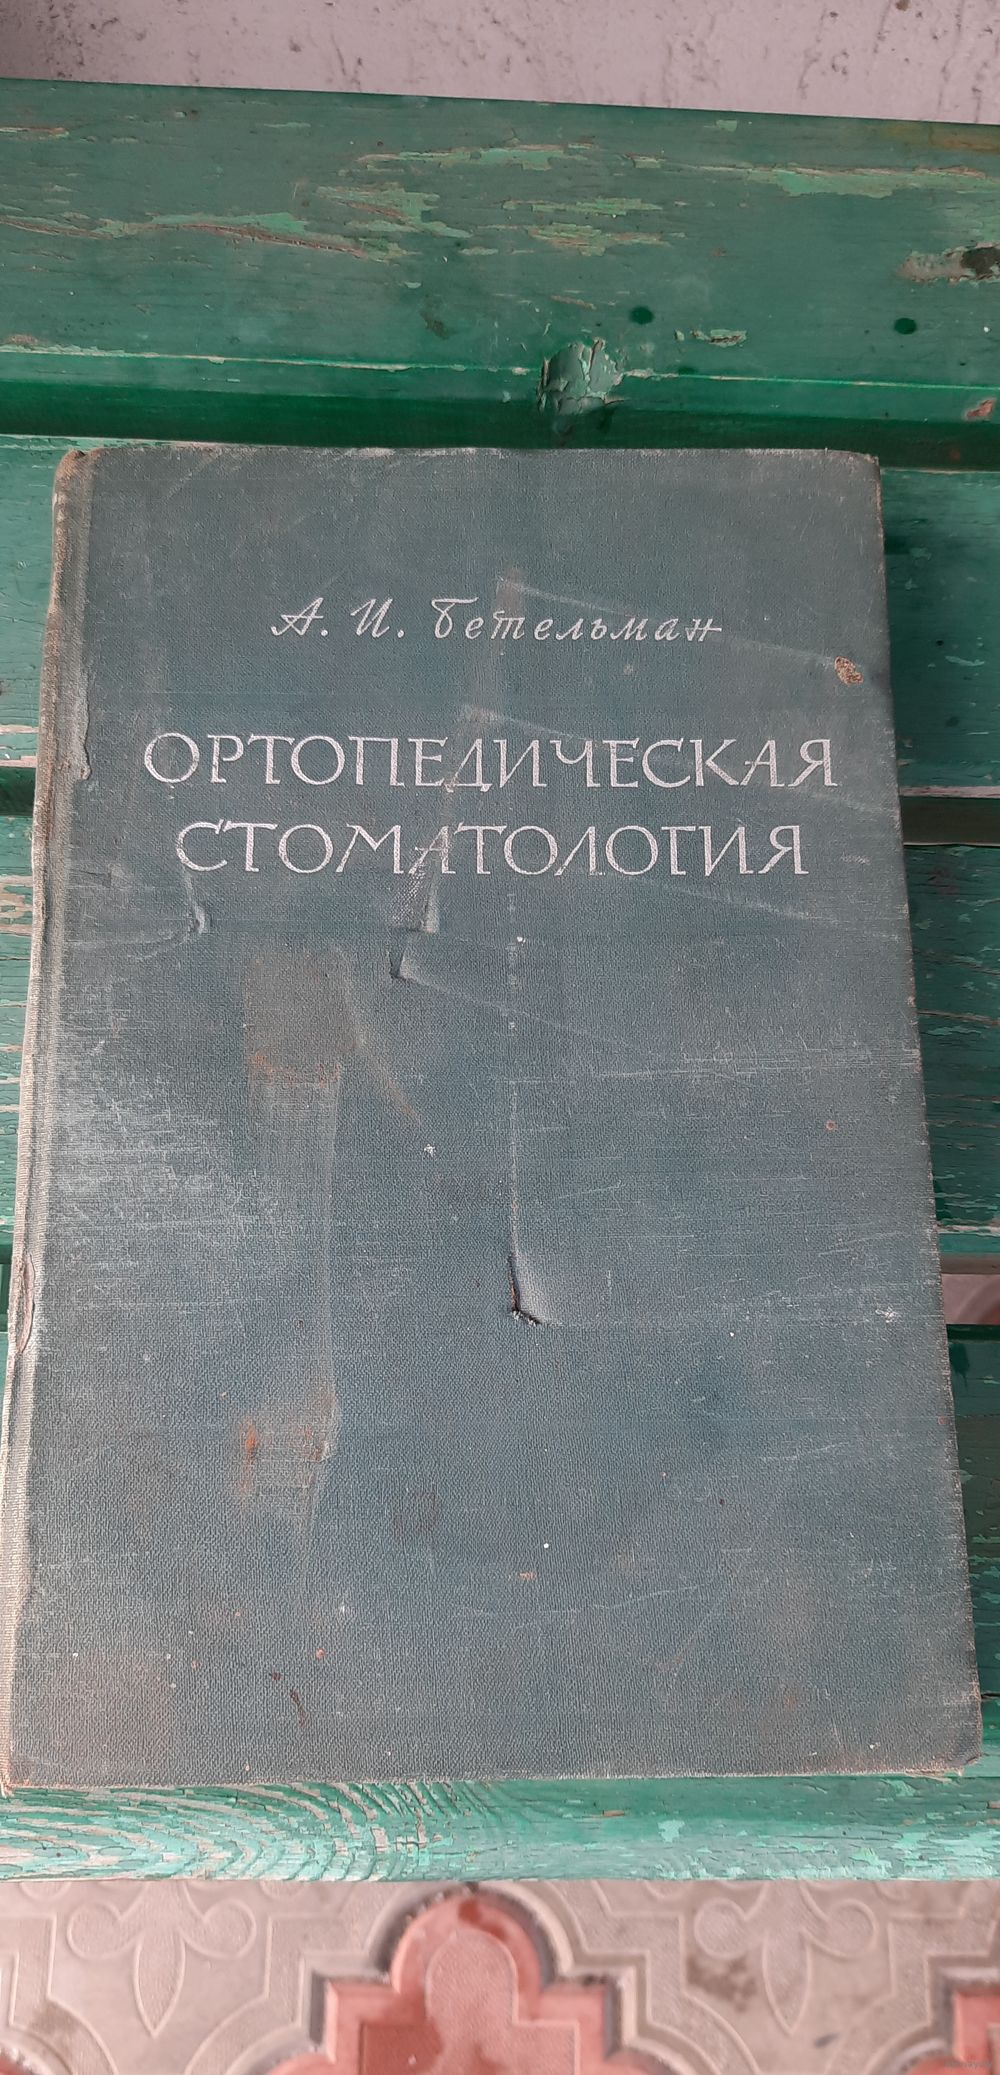 А. И. Бетельман
ОРТОПЕДИЧЕСКАЯ
СТОМАТОЛОГИЯ